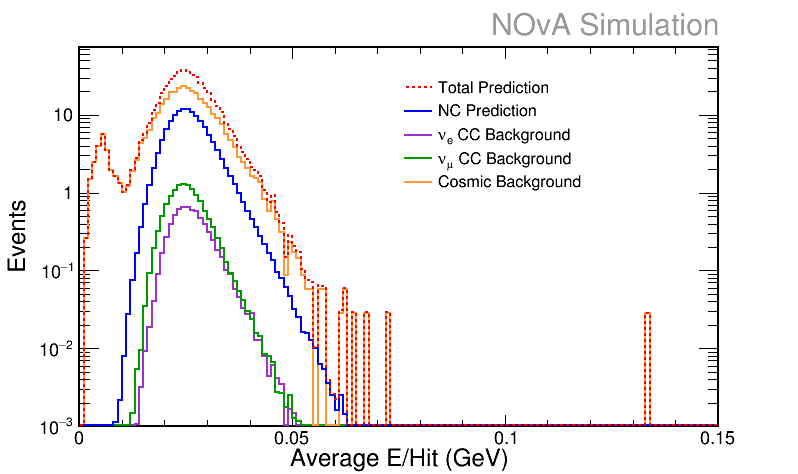 NOvA Simulation
Total Prediction
NC Prediction
νe CC Background
νμ CC Background
Cosmic Background
Events
10
1
10⁻¹
10⁻²
10⁻³
0 0.05 0.1 0.15
Average E/Hit (GeV)